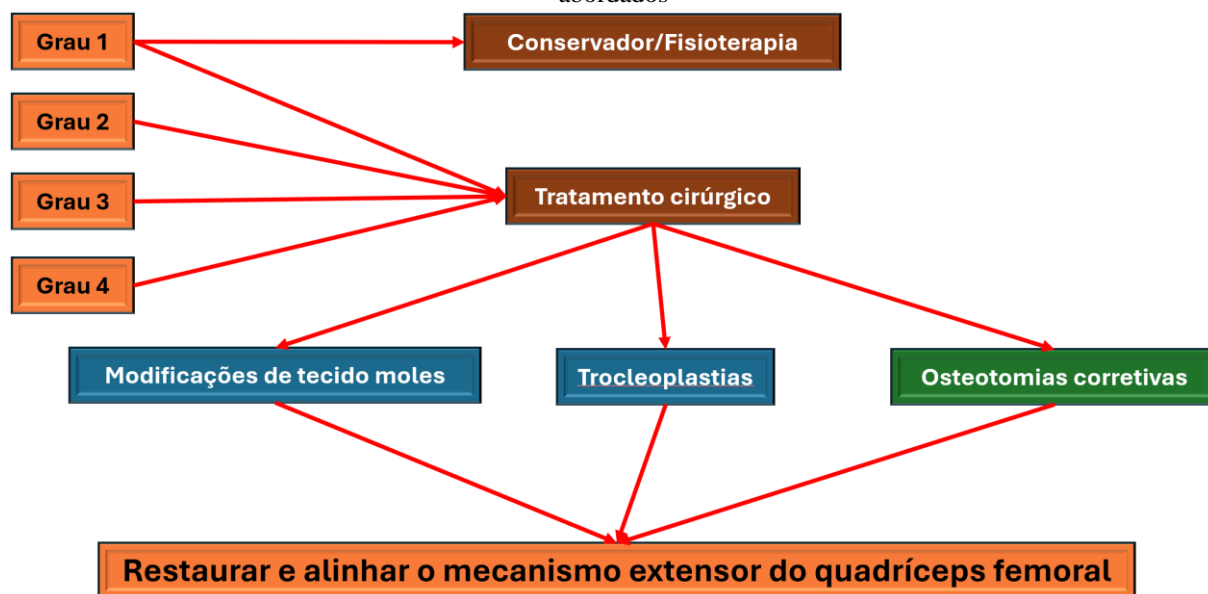 abordados
Grau 1
Conservador/Fisioterapia
Grau 2
Grau 3
Tratamento cirúrgico
Grau 4
Modificações de tecido moles
Trocleoplastias
Osteotomias corretivas
Restaurar e alinhar o mecanismo extensor do quadríceps femoral